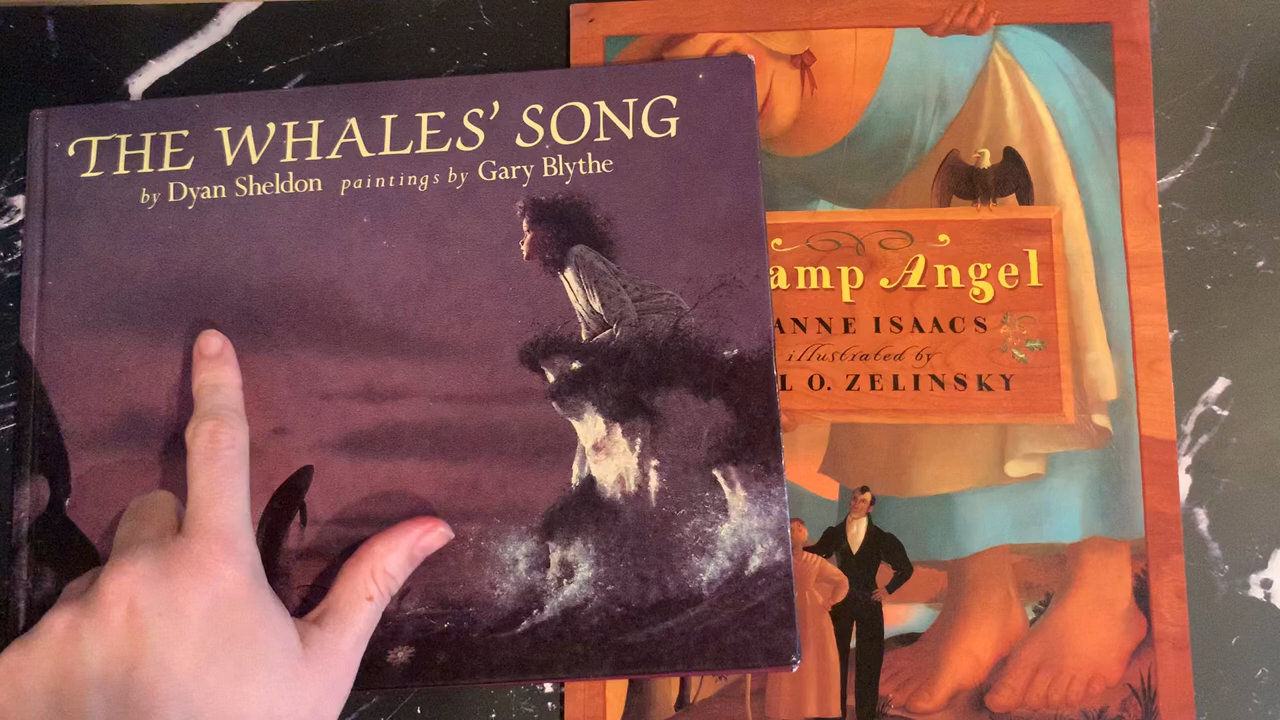 THE WHALES' SONG
by Dyan Sheldon paintings by Gary Blythe
amp Angel
ANNE ISAACS
illustrated by
L O. ZELINSKY